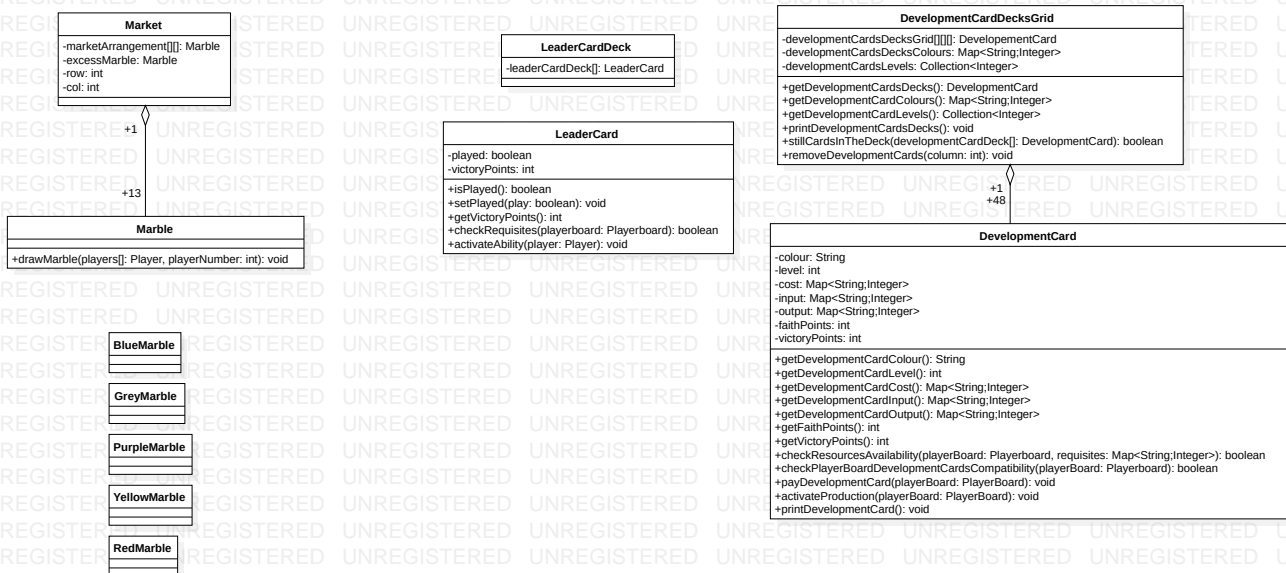 Market
-marketArrangement[][]: Marble
-excessMarble: Marble
-row: int
-col: int
+1
+13
Marble
+drawMarble(players[]: Player, playerNumber: int): void
BlueMarble
GreyMarble
PurpleMarble
YellowMarble
RedMarble
LeaderCardDeck
-leaderCardDeck[]: LeaderCard
LeaderCard
-played: boolean
-victoryPoints: int
+isPlayed(): boolean
+setPlayed(play: boolean): void
+getVictoryPoints(): int
+checkRequisites(playerboard: Playerboard): boolean
+activateAbility(player: Player): void
DevelopmentCardDecksGrid
-developmentCardsDecksGrid[][][]: DevelopementCard
-developmentCardsDecksColours: Map<String;Integer>
-developmentCardsLevels: Collection<Integer>
+getDevelopmentCardsDecks(): DevelopmentCard
+getDevelopmentCardColours(): Map<String;Integer>
+getDevelopmentCardLevels(): Collection<Integer>
+printDevelopmentCardsDecks(): void
+stillCardsInTheDeck(developmentCardDeck[]: DevelopmentCard): boolean
+removeDevelopmentCards(column: int): void
+1
+48
DevelopmentCard
-colour: String
-level: int
-cost: Map<String;Integer>
-input: Map<String;Integer>
-output: Map<String;Integer>
-faithPoints: int
-victoryPoints: int
+getDevelopmentCardColour(): String
+getDevelopmentCardLevel(): int
+getDevelopmentCardCost(): Map<String;Integer>
+getDevelopmentCardInput(): Map<String;Integer>
+getDevelopmentCardOutput(): Map<String;Integer>
+getFaithPoints(): int
+getVictoryPoints(): int
+checkResourcesAvailability(playerBoard: Playerboard, requisites: Map<String;Integer>): boolean
+checkPlayerBoardDevelopmentCardsCompatibility(playerBoard: Playerboard): boolean
+payDevelopmentCard(playerBoard: PlayerBoard): void
+activateProduction(playerBoard: PlayerBoard): void
+printDevelopmentCard(): void
UNREGISTERED